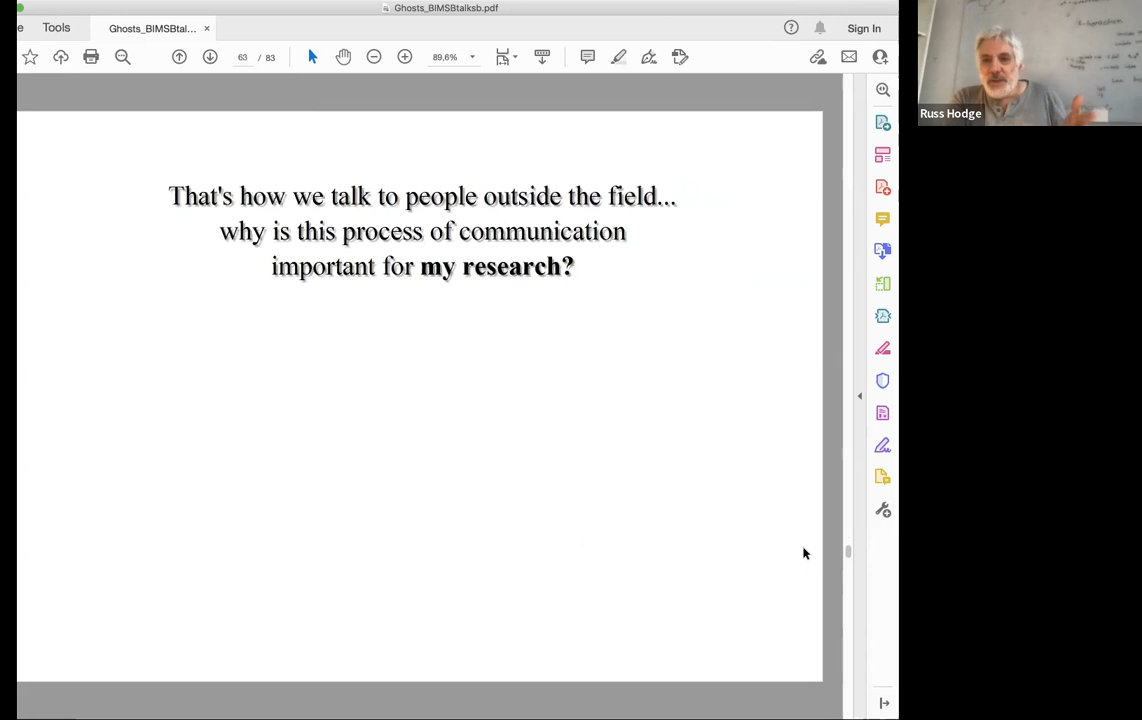 Ghosts_BIMSBtalksb.pdf
e Tools Ghosts_BIMSBtal... × Sign In
63 / 83 89,6%
Russ Hodge
That's how we talk to people outside the field...
why is this process of communication
important for my research?